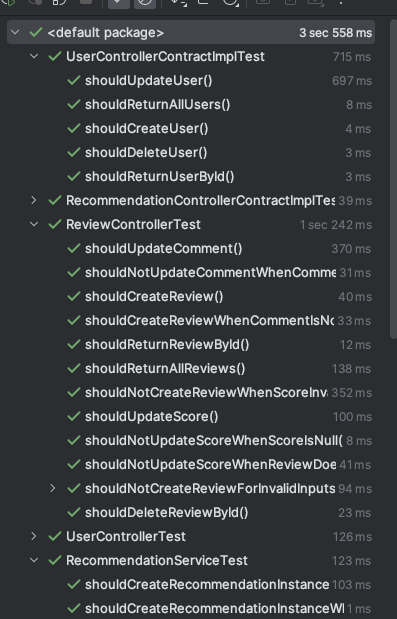 <default package> 3 sec 558 ms
UserControllerContractImplTest 715 ms
shouldUpdateUser() 697 ms
shouldReturnAllUsers() 8 ms
shouldCreateUser() 4 ms
shouldDeleteUser() 3 ms
shouldReturnUserById() 3 ms
RecommendationControllerContractImplTes 39 ms
ReviewControllerTest 1 sec 242 ms
shouldUpdateComment() 370 ms
shouldNotUpdateCommentWhenComme 31 ms
shouldCreateReview() 40 ms
shouldCreateReviewWhenCommentIsNo 33 ms
shouldReturnReviewById() 12 ms
shouldReturnAllReviews() 138 ms
shouldNotCreateReviewWhenScoreInv 352 ms
shouldUpdateScore() 100 ms
shouldNotUpdateScoreWhenScoreIsNull( 8 ms
shouldNotUpdateScoreWhenReviewDoe 41 ms
shouldNotCreateReviewForInvalidInputs 94 ms
shouldDeleteReviewById() 23 ms
UserControllerTest 126 ms
RecommendationServiceTest 123 ms
shouldCreateRecommendationInstance 103 ms
shouldCreateRecommendationInstanceWl 1 ms